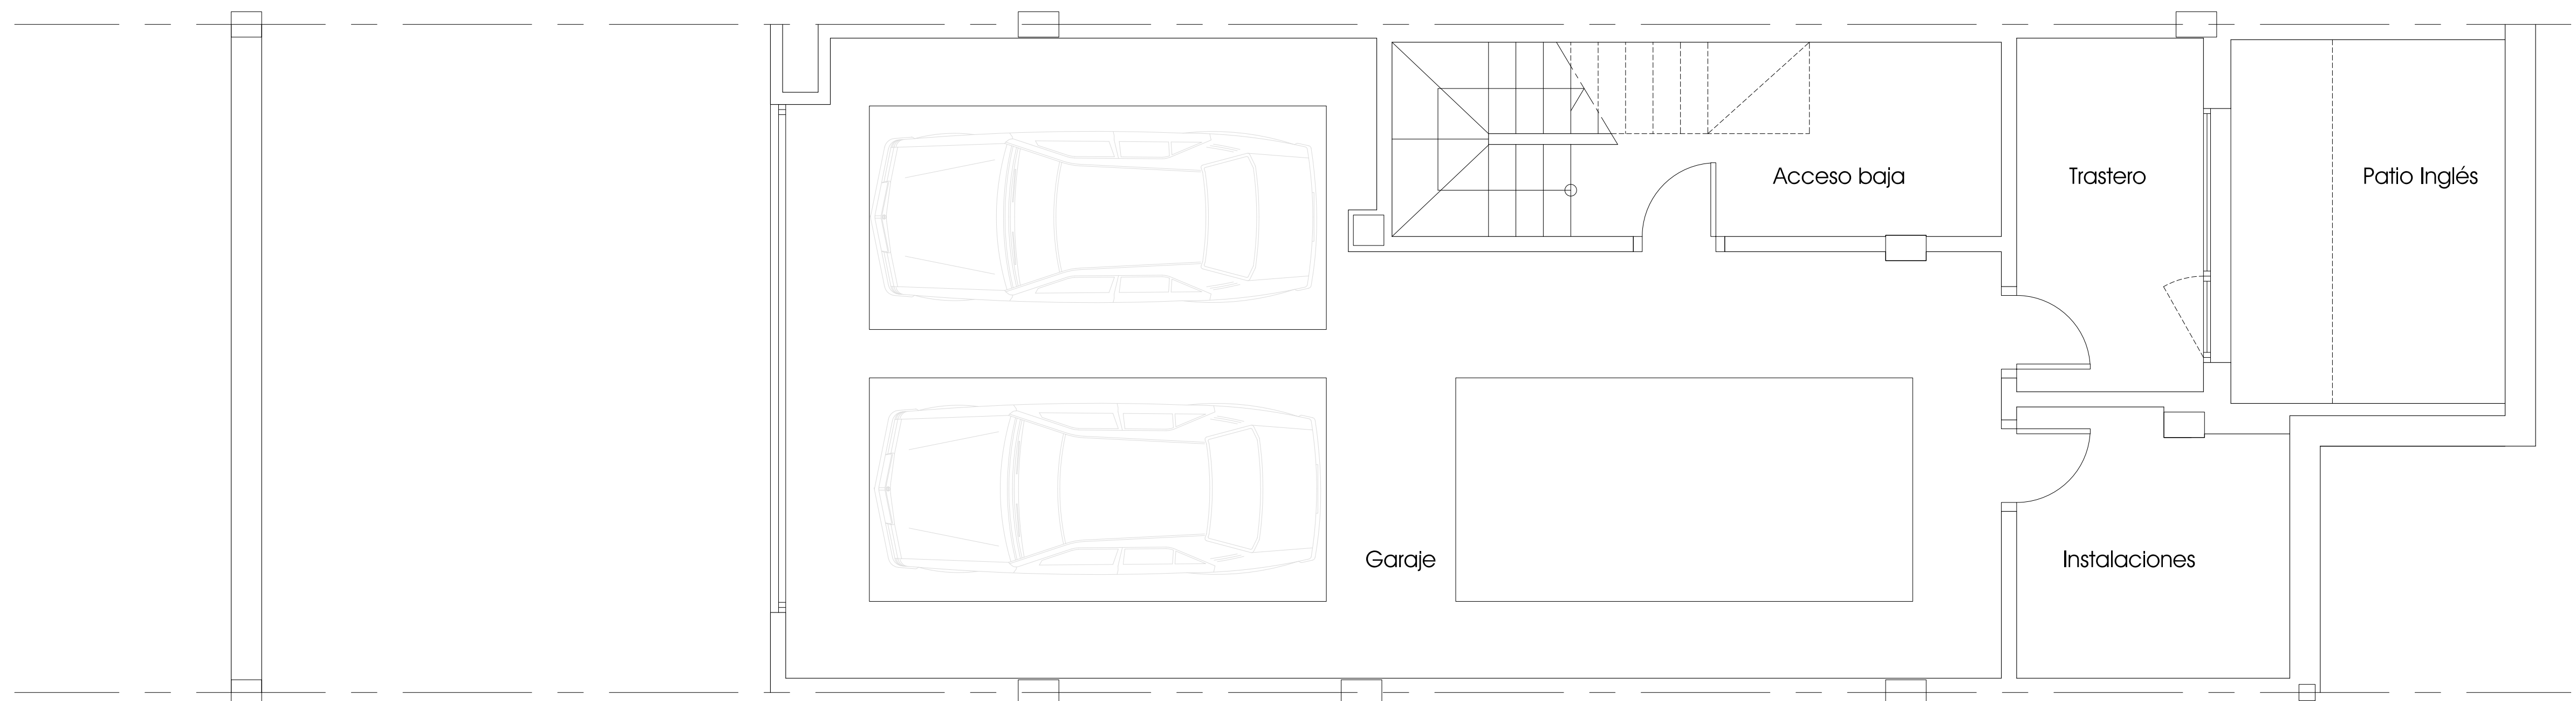 Acceso baja
Trastero
Patio Inglés
Garaje
Instalaciones